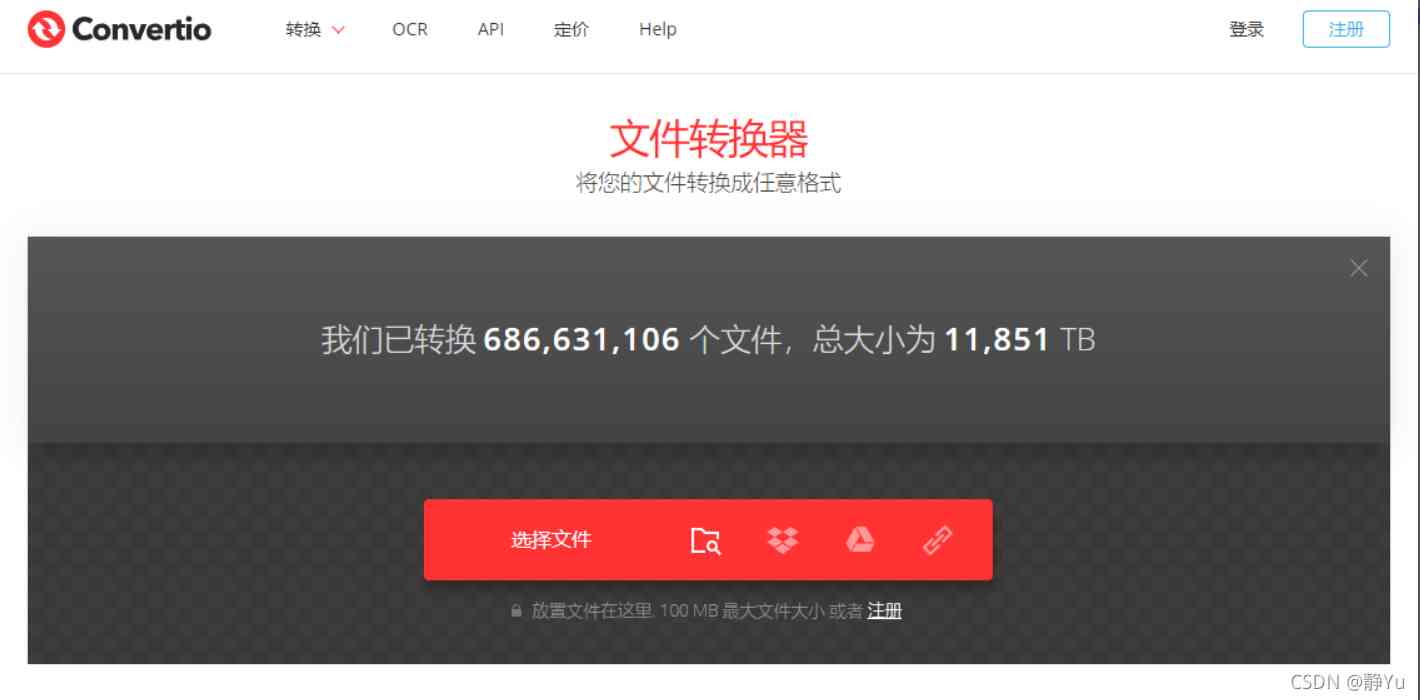 Convertio 转换 OCR API 定价 Help 登录 注册
文件转换器
将您的文件转换成任意格式
我们已转换 686,631,106 个文件，总大小为 11,851 TB
选择文件
放置文件在这里. 100 MB 最大文件大小 或者 注册
CSDN @静Yu